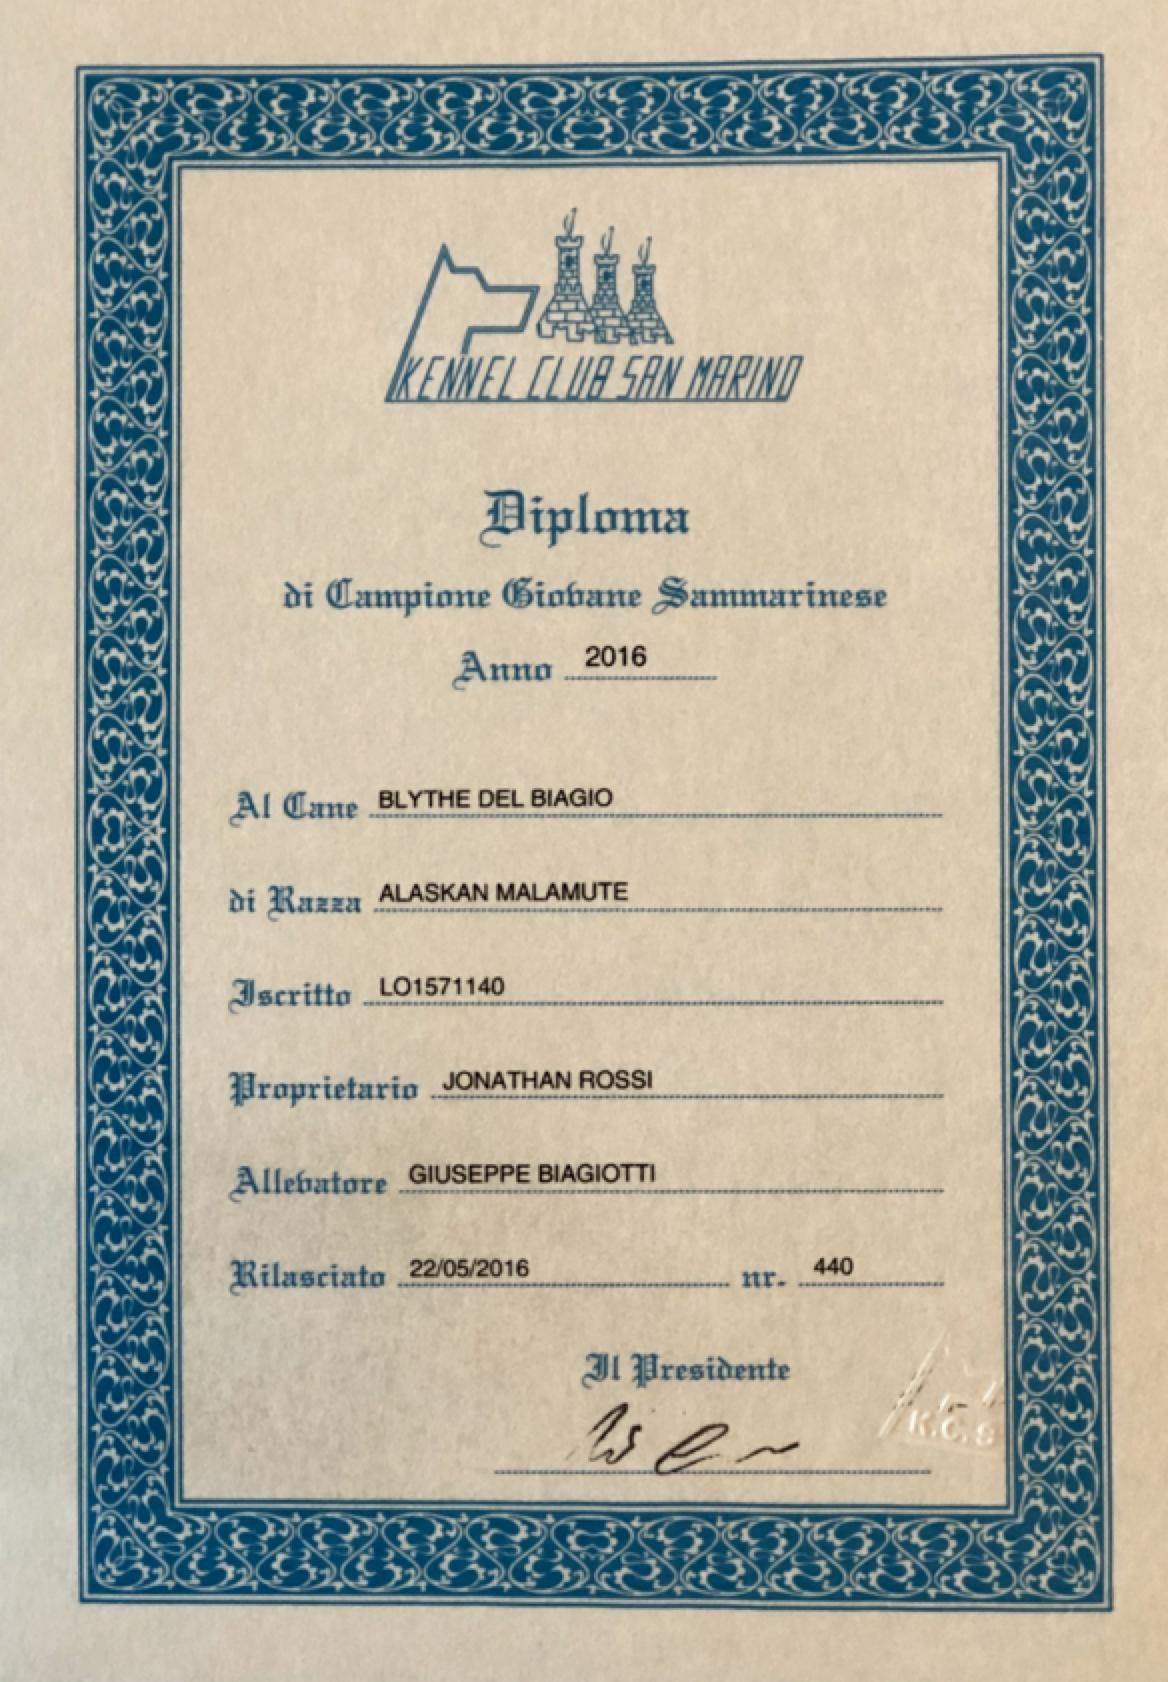 KENNEL CLUB SAN MARINO
Diploma
di Campione Giovane Sammarinese
Anno 2016
Al Cane BLYTHE DEL BIAGIO
di Razza ALASKAN MALAMUTE
Iscritto LO1571140
Proprietario JONATHAN ROSSI
Allevatore GIUSEPPE BIAGIOTTI
Rilasciato 22/05/2016 nr. 440
Il Presidente
K.C.S